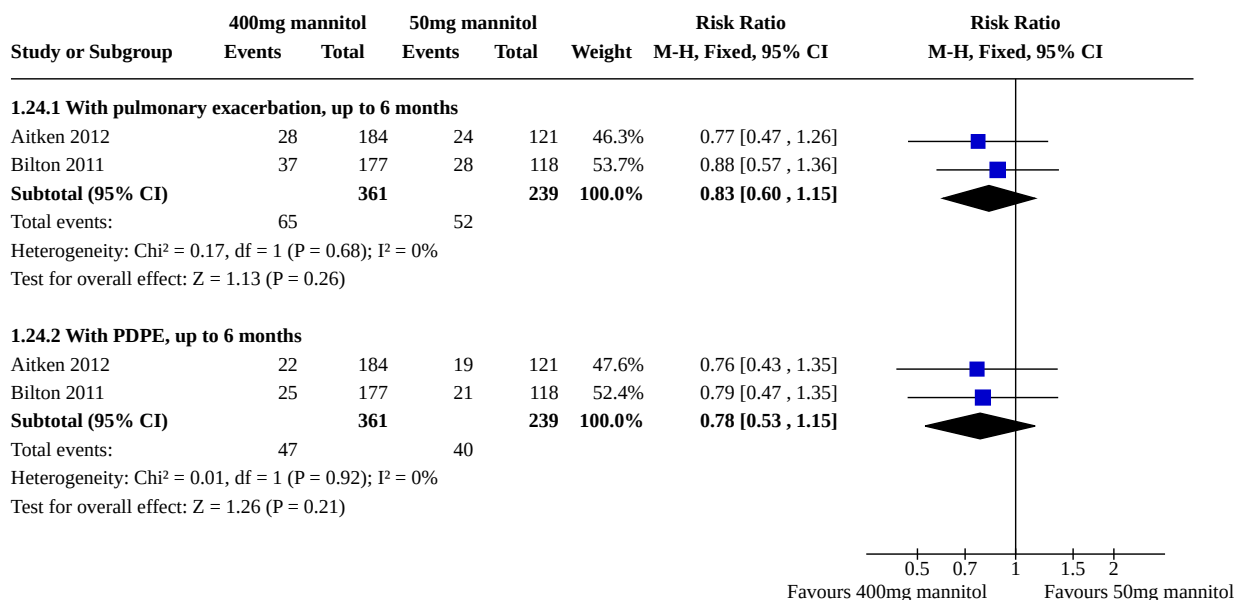 400mg mannitol 50mg mannitol Risk Ratio Risk Ratio
Study or Subgroup Events Total Events Total Weight M-H, Fixed, 95% CI M-H, Fixed, 95% CI
1.24.1 With pulmonary exacerbation, up to 6 months
Aitken 2012 28 184 24 121 46.3% 0.77 [0.47 , 1.26]
Bilton 2011 37 177 28 118 53.7% 0.88 [0.57 , 1.36]
Subtotal (95% CI) 361 239 100.0% 0.83 [0.60 , 1.15]
Total events: 65 52
Heterogeneity: Chi² = 0.17, df = 1 (P = 0.68); I² = 0%
Test for overall effect: Z = 1.13 (P = 0.26)
1.24.2 With PDPE, up to 6 months
Aitken 2012 22 184 19 121 47.6% 0.76 [0.43 , 1.35]
Bilton 2011 25 177 21 118 52.4% 0.79 [0.47 , 1.35]
Subtotal (95% CI) 361 239 100.0% 0.78 [0.53 , 1.15]
Total events: 47 40
Heterogeneity: Chi² = 0.01, df = 1 (P = 0.92); I² = 0%
Test for overall effect: Z = 1.26 (P = 0.21)
0.5 0.7 1 1.5 2
Favours 400mg mannitol Favours 50mg mannitol